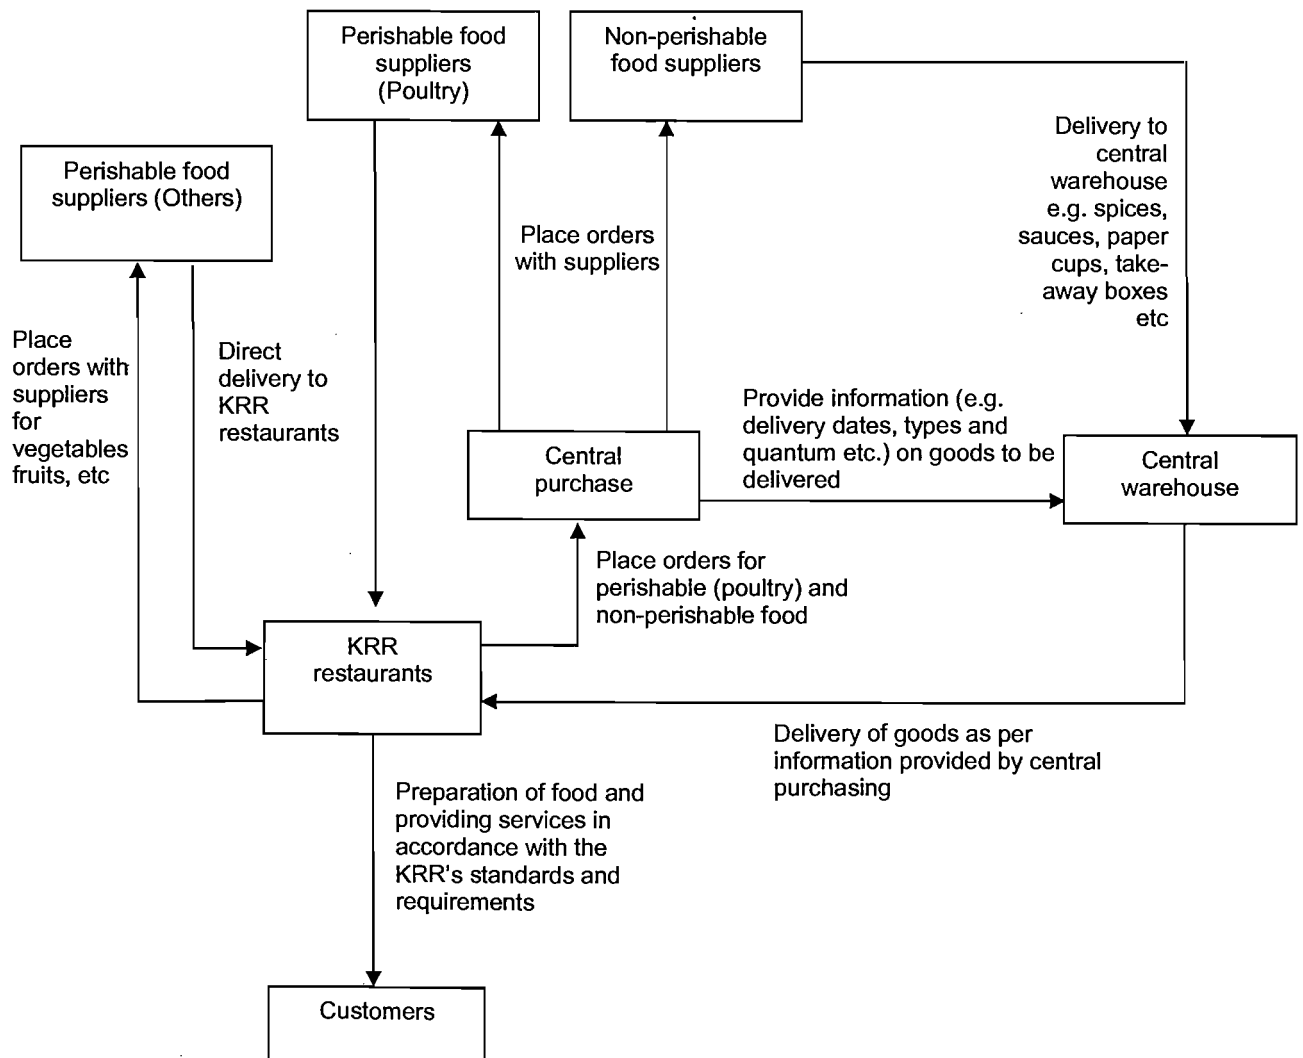 Perishable food
suppliers
(Poultry)
Non-perishable
food suppliers
Perishable food
suppliers (Others)
Delivery to
central
warehouse
e.g. spices,
sauces, paper
cups, take-
away boxes
etc
Place orders
with suppliers
Place
orders with
suppliers
for
vegetables
fruits, etc
Direct
delivery to
KRR
restaurants
Provide information (e.g.
delivery dates, types and
quantum etc.) on goods to be
delivered
Central
purchase
Central
warehouse
Place orders for
perishable (poultry) and
non-perishable food
KRR
restaurants
Delivery of goods as per
information provided by central
purchasing
Preparation of food and
providing services in
accordance with the
KRR's standards and
requirements
Customers